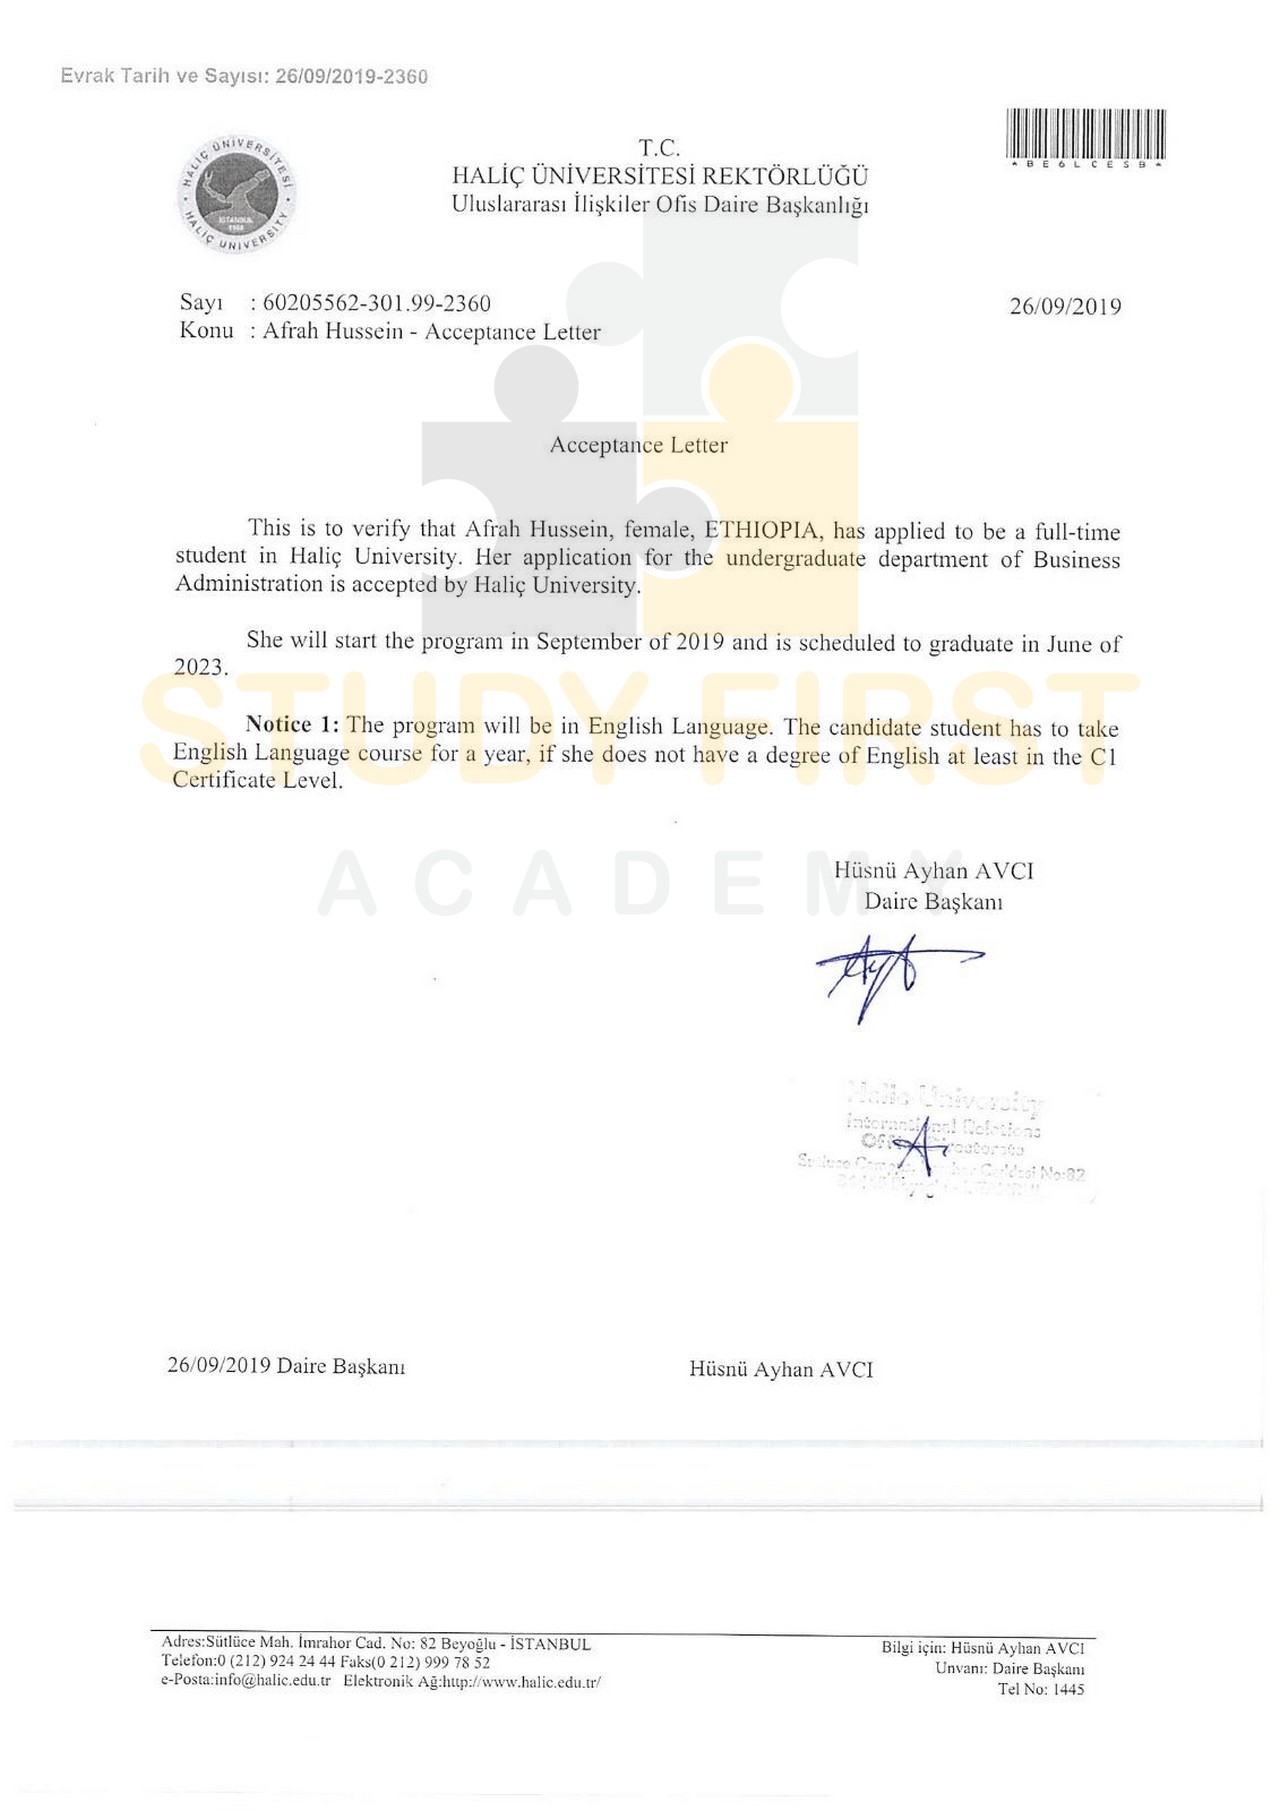 Evrak Tarih ve Sayısı: 26/09/2019-2360
*BE6LCESB*
HALİÇ ÜNİVERSİTESİ
HALİÇ UNIVERSITY
İSTANBUL
1998
T.C.
HALİÇ ÜNİVERSİTESİ REKTÖRLÜĞÜ
Uluslararası İlişkiler Ofis Daire Başkanlığı
Sayı : 60205562-301.99-2360
26/09/2019
Konu : Afrah Hussein - Acceptance Letter
Acceptance Letter
This is to verify that Afrah Hussein, female, ETHIOPIA, has applied to be a full-time
student in Haliç University. Her application for the undergraduate department of Business
Administration is accepted by Haliç University.
She will start the program in September of 2019 and is scheduled to graduate in June of
2023.
STUDY FIRST
Notice 1: The program will be in English Language. The candidate student has to take
English Language course for a year, if she does not have a degree of English at least in the C1
Certificate Level.
ACADEMY
Hüsnü Ayhan AVCI
Daire Başkanı
Halic University
International Relations
Office Directorate
No:82
26/09/2019 Daire Başkanı
Hüsnü Ayhan AVCI
Adres:Sütlüce Mah. İmrahor Cad. No: 82 Beyoğlu - İSTANBUL
Telefon:0 (212) 924 24 44 Faks(0 212) 999 78 52
e-Posta:info@halic.edu.tr Elektronik Ağ:http://www.halic.edu.tr/
Bilgi için: Hüsnü Ayhan AVCI
Unvanı: Daire Başkanı
Tel No: 1445